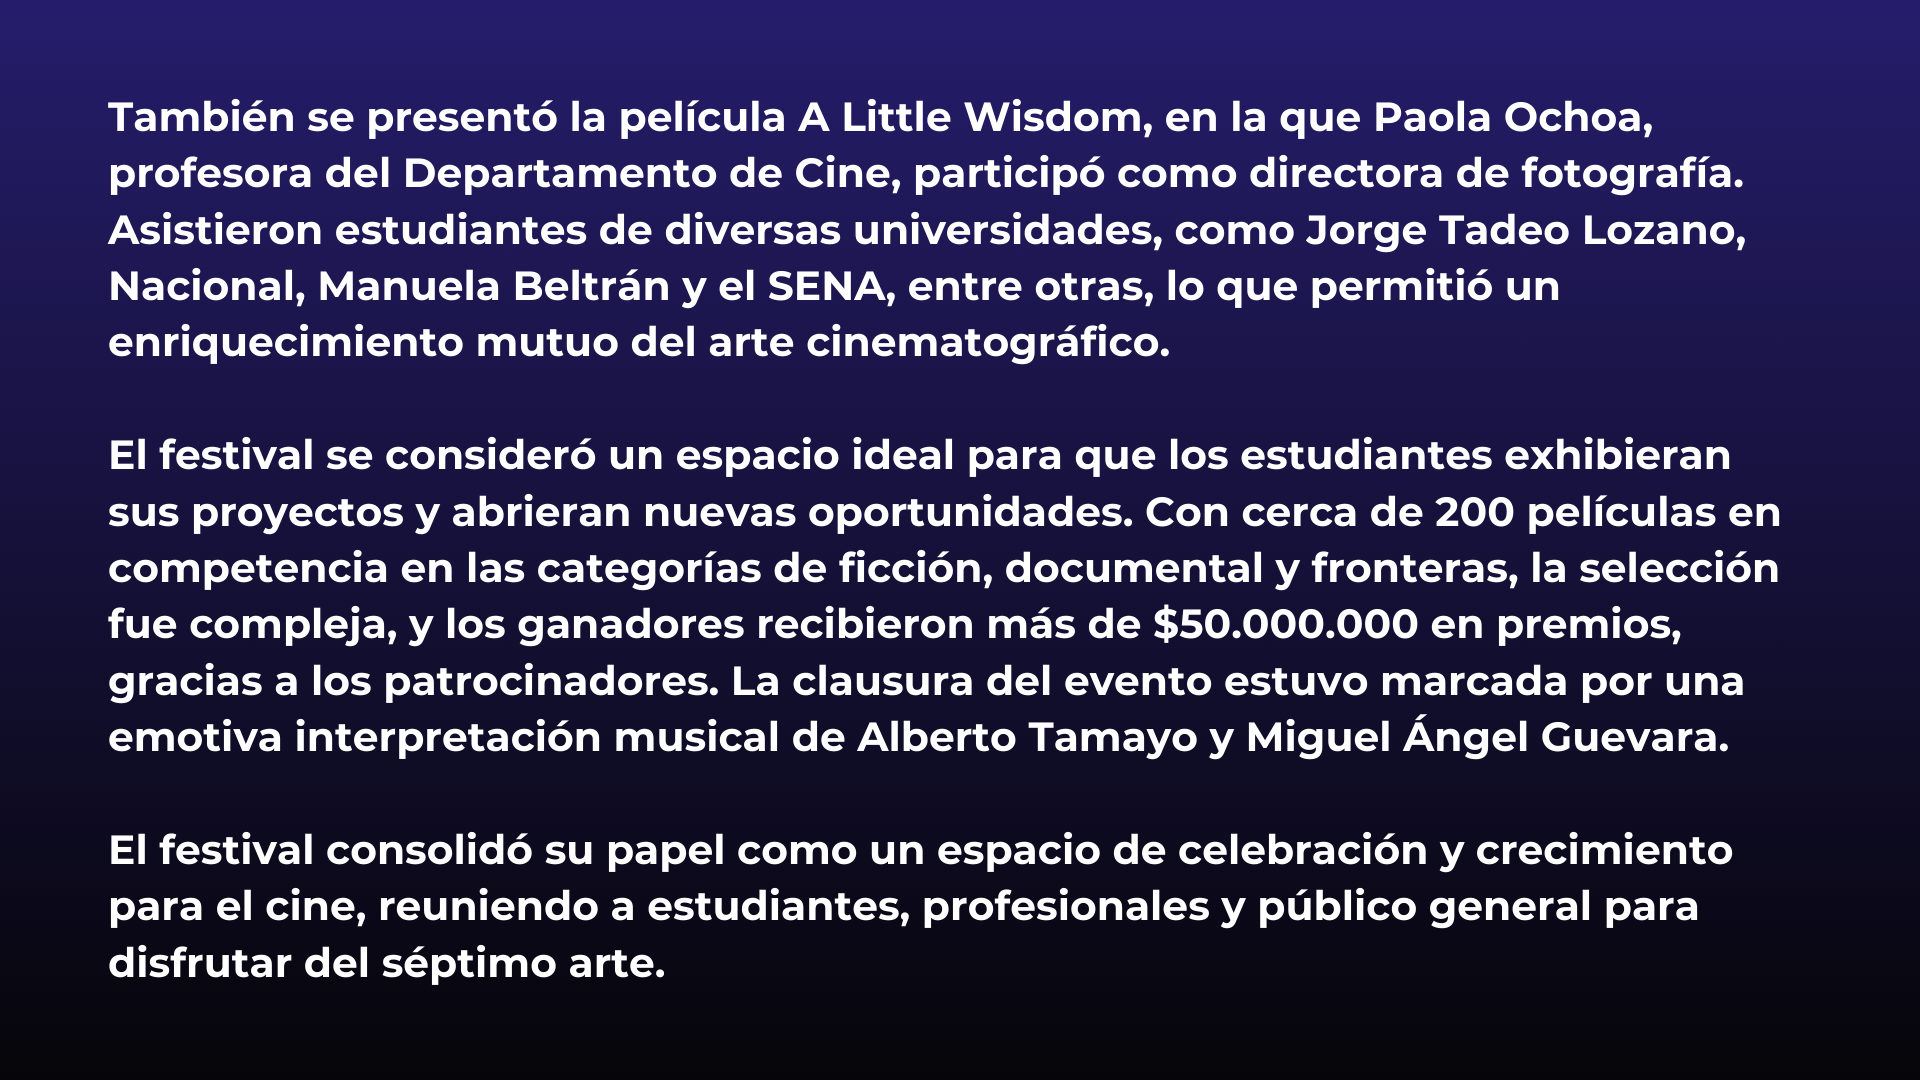 También se presentó la película A Little Wisdom, en la que Paola Ochoa,
profesora del Departamento de Cine, participó como directora de fotografía.
Asistieron estudiantes de diversas universidades, como Jorge Tadeo Lozano,
Nacional, Manuela Beltrán y el SENA, entre otras, lo que permitió un
enriquecimiento mutuo del arte cinematográfico.
El festival se consideró un espacio ideal para que los estudiantes exhibieran
sus proyectos y abrieran nuevas oportunidades. Con cerca de 200 películas en
competencia en las categorías de ficción, documental y fronteras, la selección
fue compleja, y los ganadores recibieron más de $50.000.000 en premios,
gracias a los patrocinadores. La clausura del evento estuvo marcada por una
emotiva interpretación musical de Alberto Tamayo y Miguel Ángel Guevara.
El festival consolidó su papel como un espacio de celebración y crecimiento
para el cine, reuniendo a estudiantes, profesionales y público general para
disfrutar del séptimo arte.